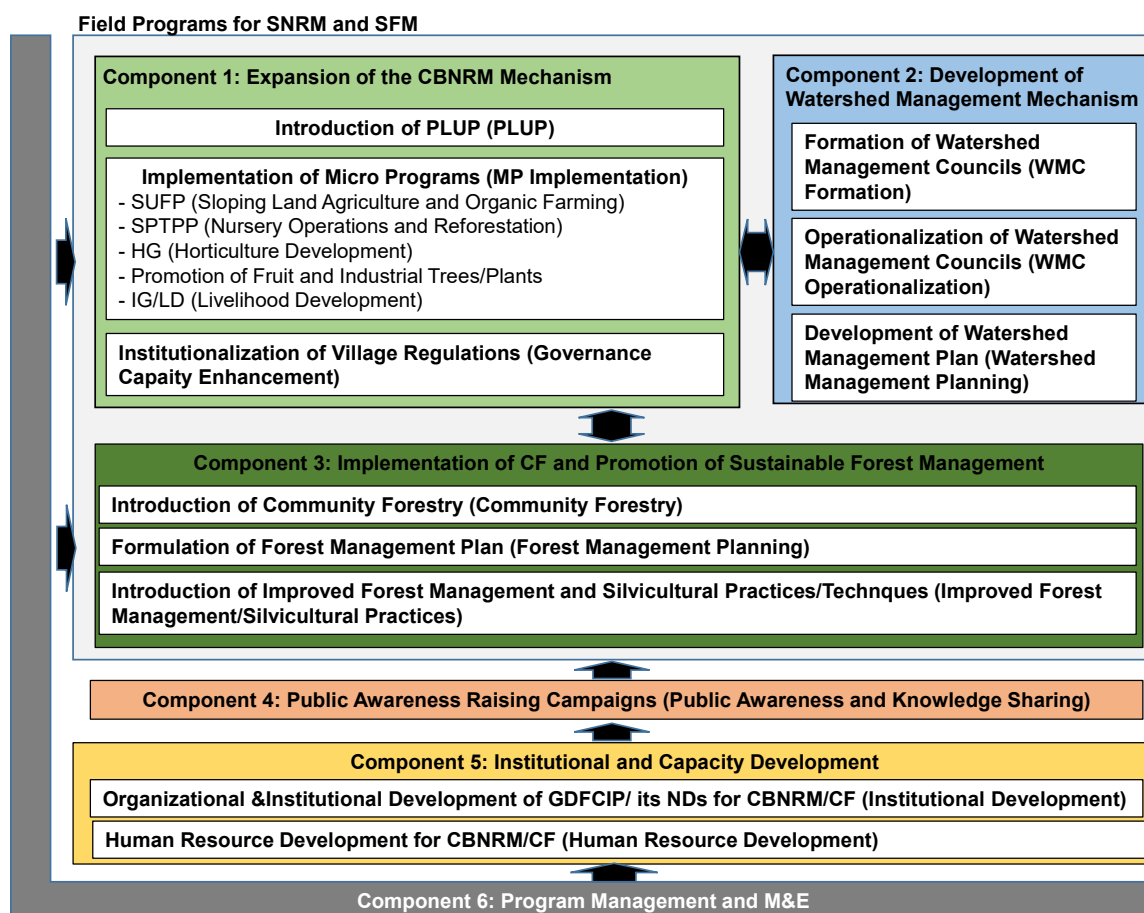 Field Programs for SNRM and SFM
Component 1: Expansion of the CBNRM Mechanism
Introduction of PLUP (PLUP)
Implementation of Micro Programs (MP Implementation)
- SUFP (Sloping Land Agriculture and Organic Farming)
- SPTPP (Nursery Operations and Reforestation)
- HG (Horticulture Development)
- Promotion of Fruit and Industrial Trees/Plants
- IG/LD (Livelihood Development)
Institutionalization of Village Regulations (Governance
Capaity Enhancement)
Component 2: Development of
Watershed Management Mechanism
Formation of Watershed
Management Councils (WMC
Formation)
Operationalization of Watershed
Management Councils (WMC
Operationalization)
Development of Watershed
Management Plan (Watershed
Management Planning)
Component 3: Implementation of CF and Promotion of Sustainable Forest Management
Introduction of Community Forestry (Community Forestry)
Formulation of Forest Management Plan (Forest Management Planning)
Introduction of Improved Forest Management and Silvicultural Practices/Technques (Improved Forest
Management/Silvicultural Practices)
Component 4: Public Awareness Raising Campaigns (Public Awareness and Knowledge Sharing)
Component 5: Institutional and Capacity Development
Organizational &Institutional Development of GDFCIP/ its NDs for CBNRM/CF (Institutional Development)
Human Resource Development for CBNRM/CF (Human Resource Development)
Component 6: Program Management and M&E